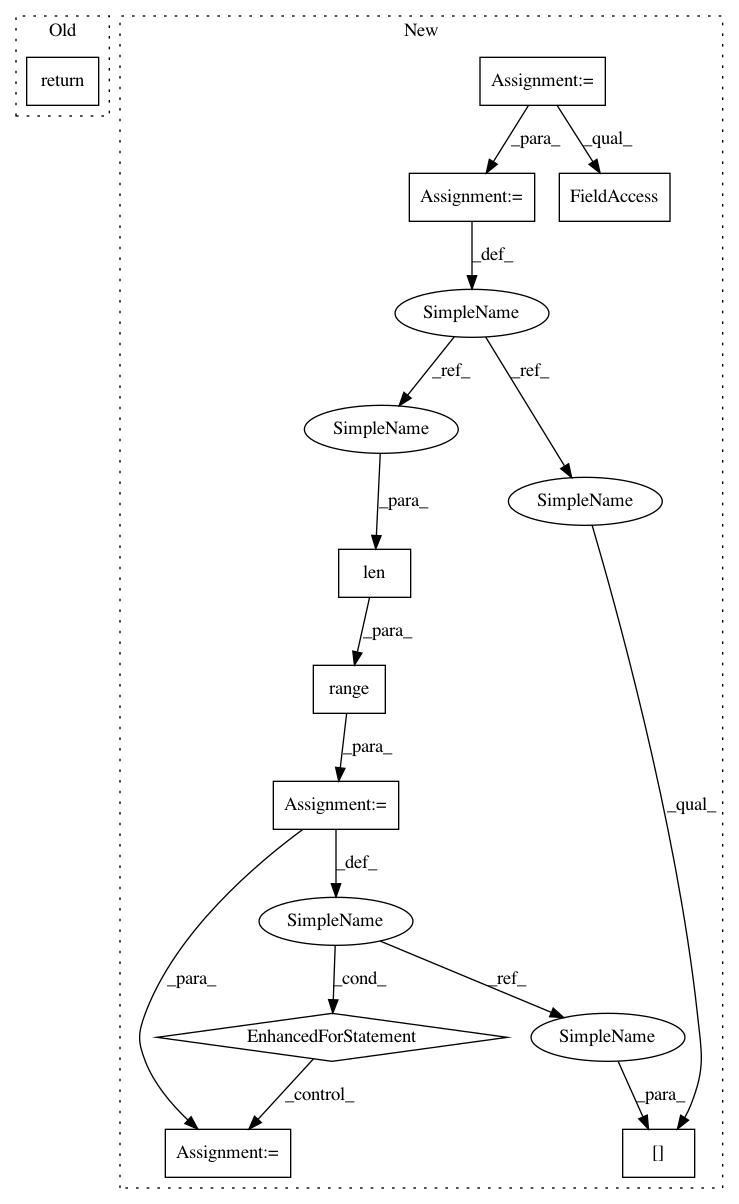 Old
New
return
Assignment:=
_para_
_qual_
Assignment:=
FieldAccess
_def_
SimpleName
_ref_
_ref_
SimpleName
SimpleName
_para_
len
_para_
range
_para_
_qual_
Assignment:=
_def_
SimpleName
_para_
_cond_
_ref_
EnhancedForStatement
SimpleName
_control_
_para_
Assignment:=
[]